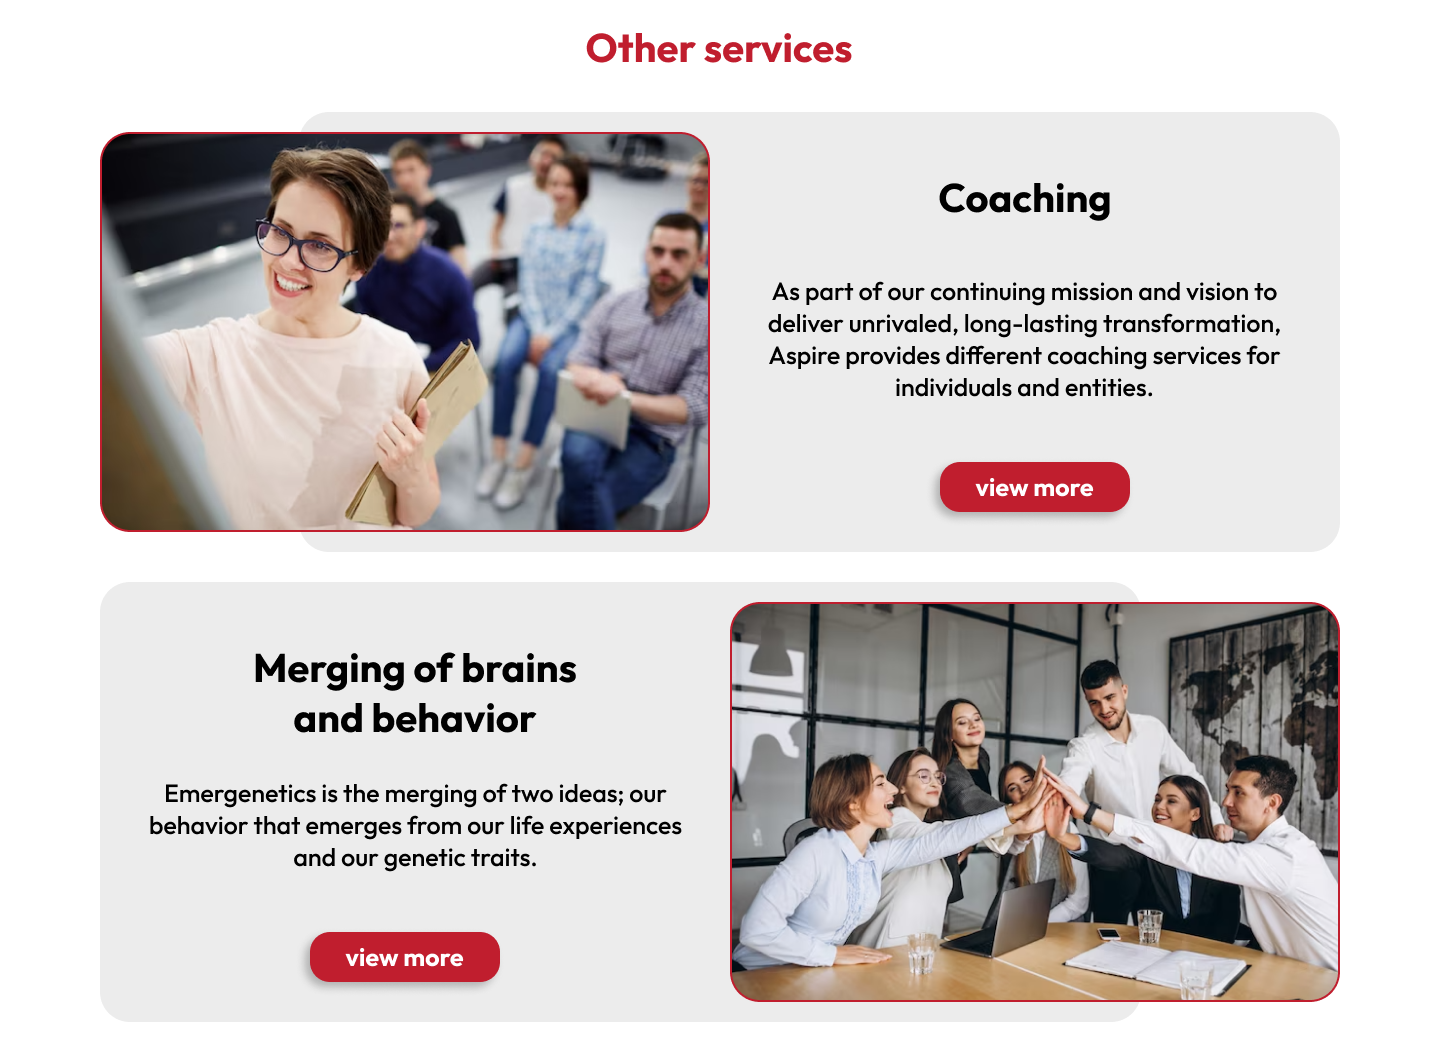 Other services
Coaching
As part of our continuing mission and vision to
deliver unrivaled, long-lasting transformation,
Aspire provides different coaching services for
individuals and entities.
view more
Merging of brains
and behavior
Emergenetics is the merging of two ideas; our
behavior that emerges from our life experiences
and our genetic traits.
view more